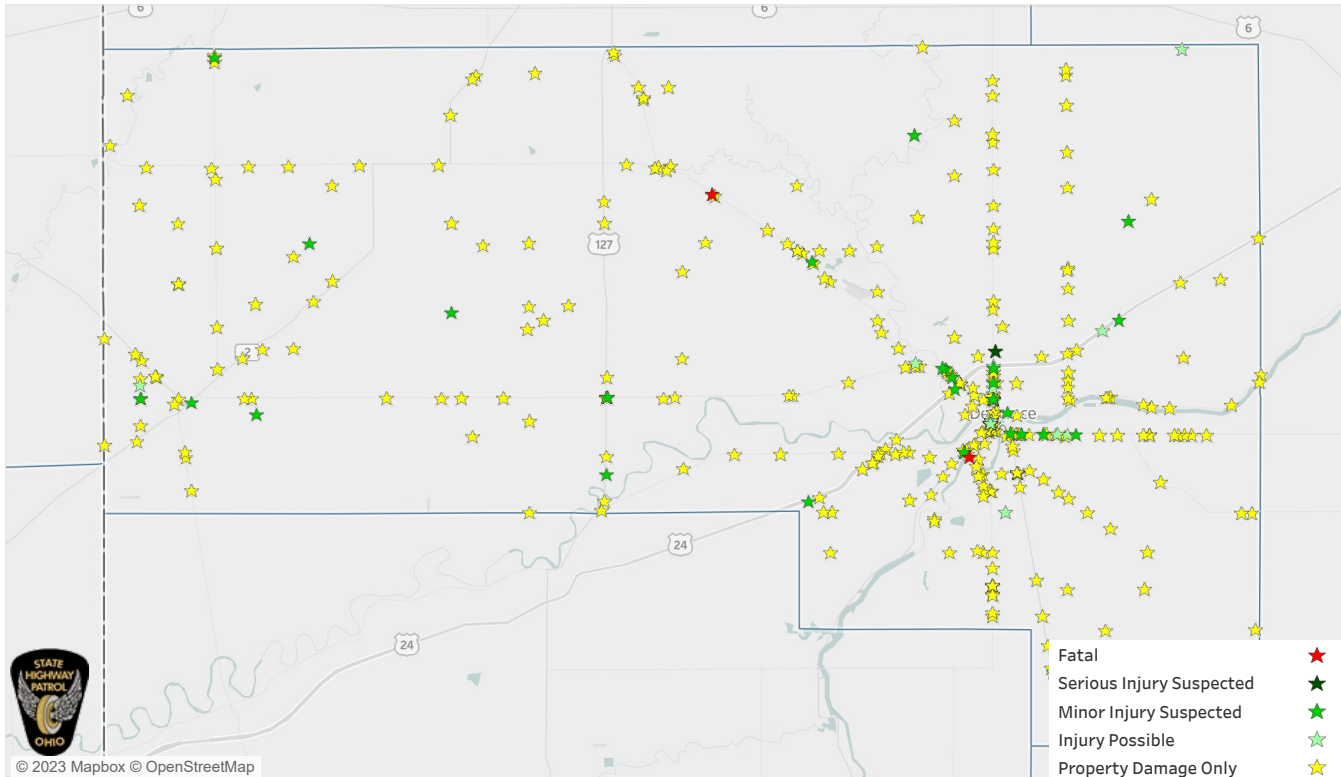 6
6
6
127
2
Defiance
24
24
STATE
HIGHWAY
PATROL
OHIO
Fatal
Serious Injury Suspected
Minor Injury Suspected
Injury Possible
Property Damage Only
© 2023 Mapbox © OpenStreetMap